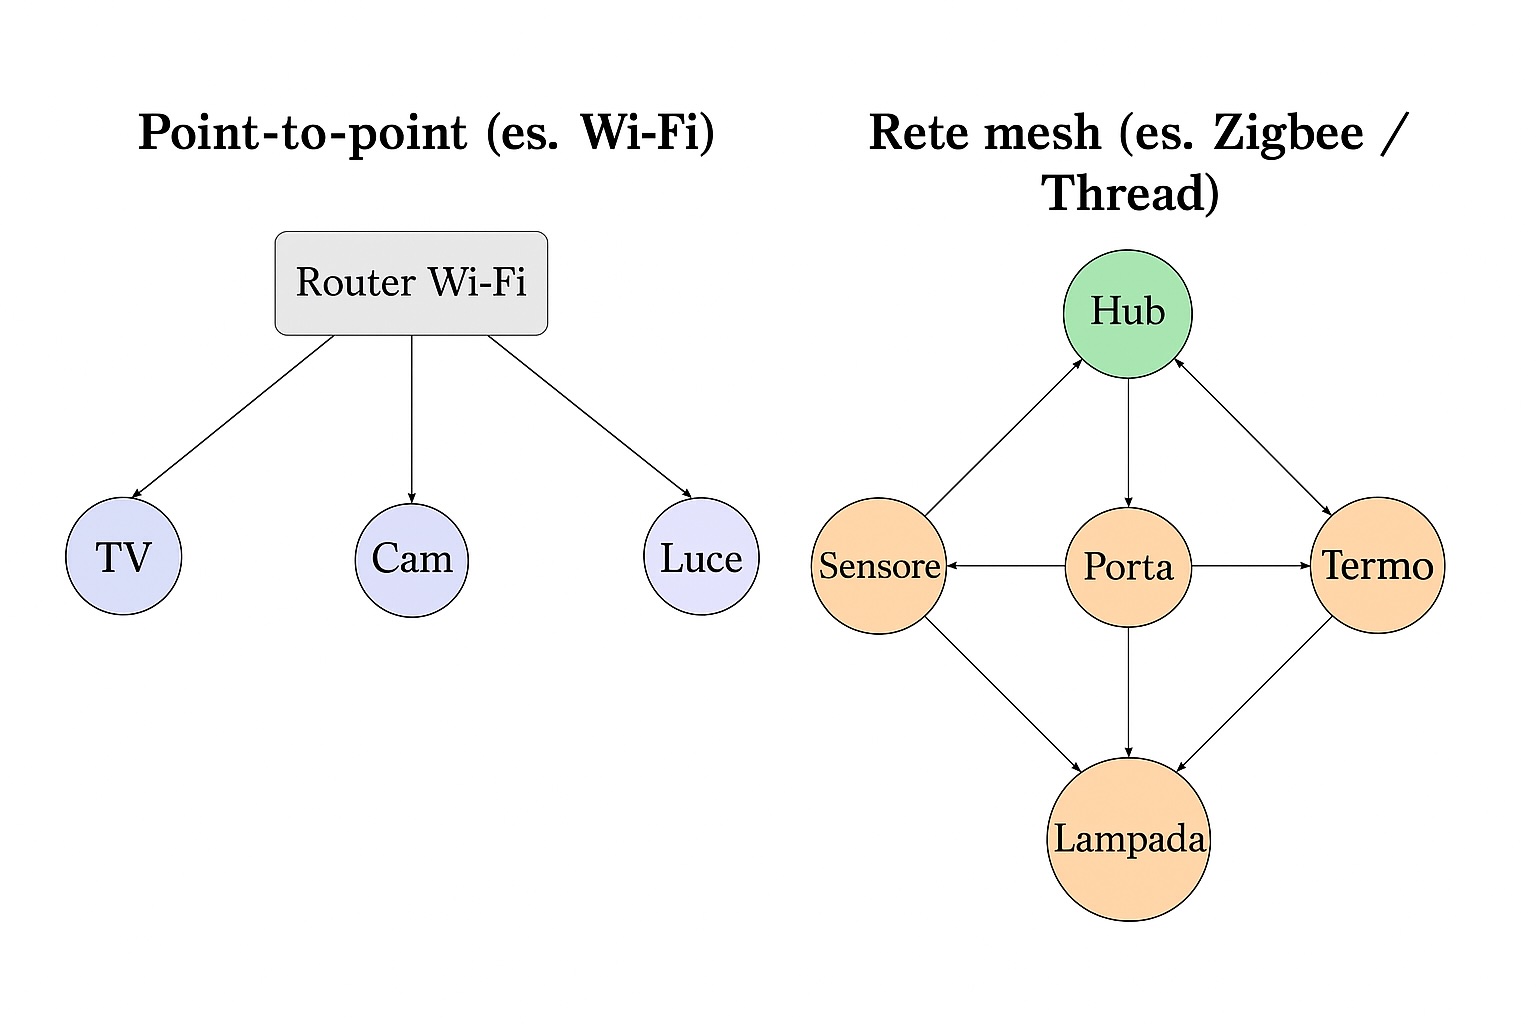 Point-to-point (es. Wi-Fi)
Router Wi-Fi
TV
Cam
Luce
Rete mesh (es. Zigbee /
Thread)
Hub
Sensore
Porta
Termo
Lampada